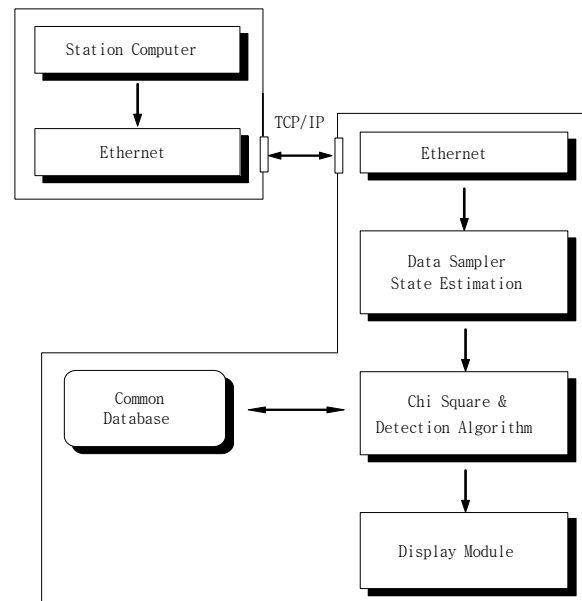 Station Computer
Ethernet
TCP/IP
Ethernet
Data Sampler
State Estimation
Common
Database
Chi Square &
Detection Algorithm
Display Module